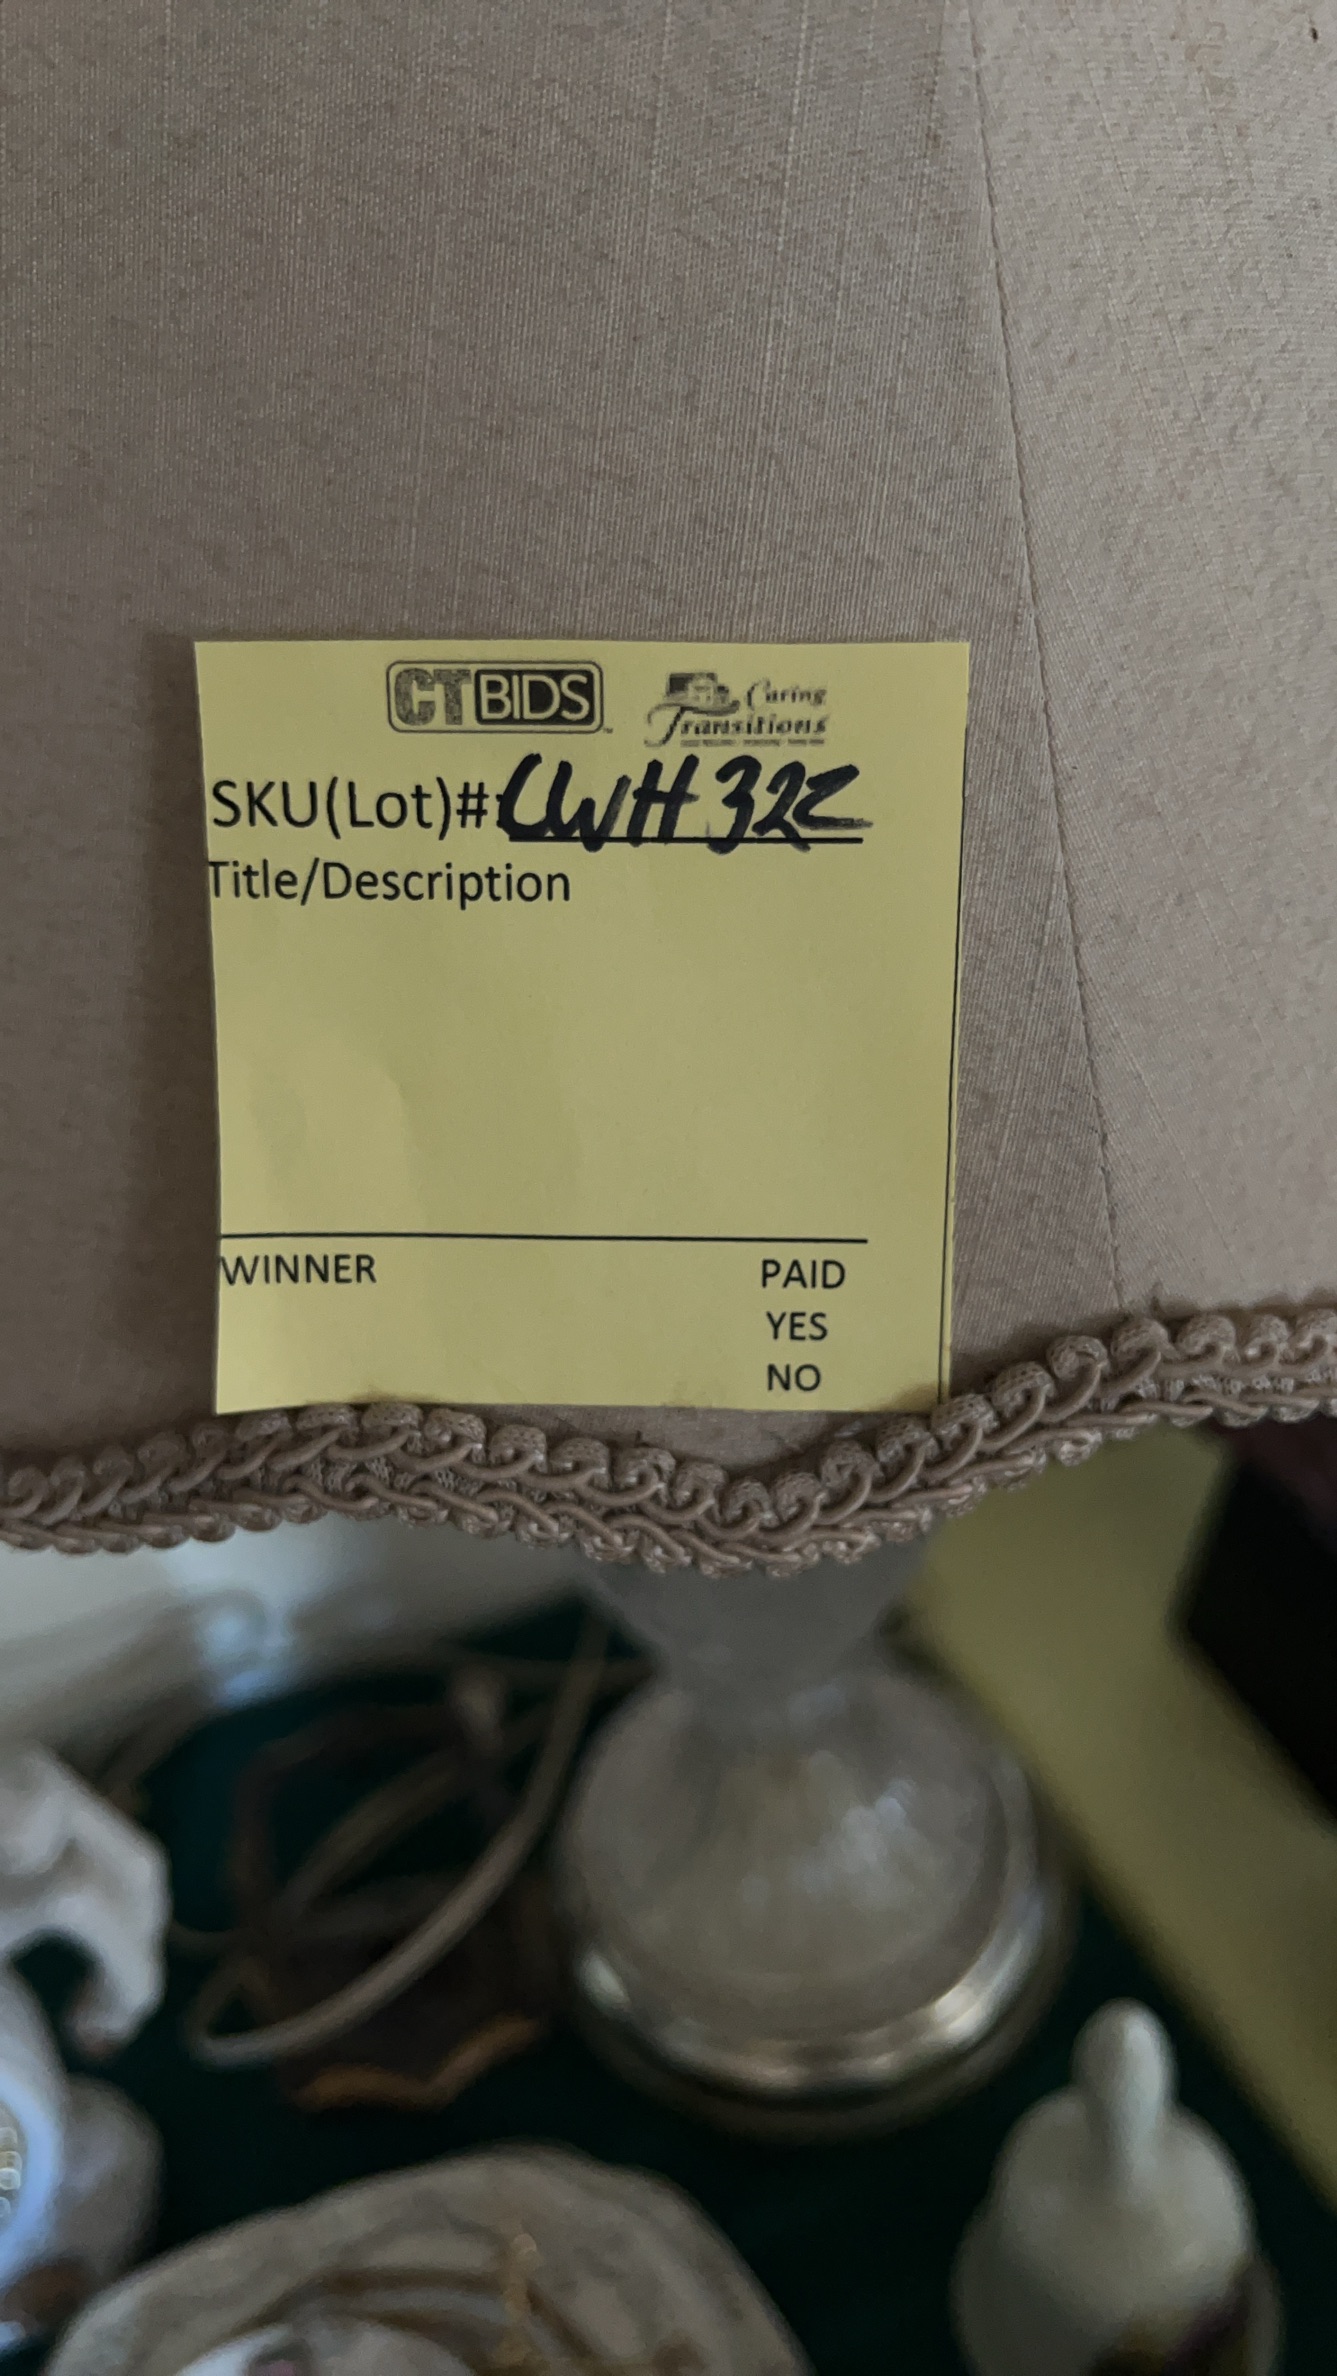 CTBIDS
Caring
Transitions
SKU(Lot)# CWH 322
Title/Description
WINNER PAID
YES
NO